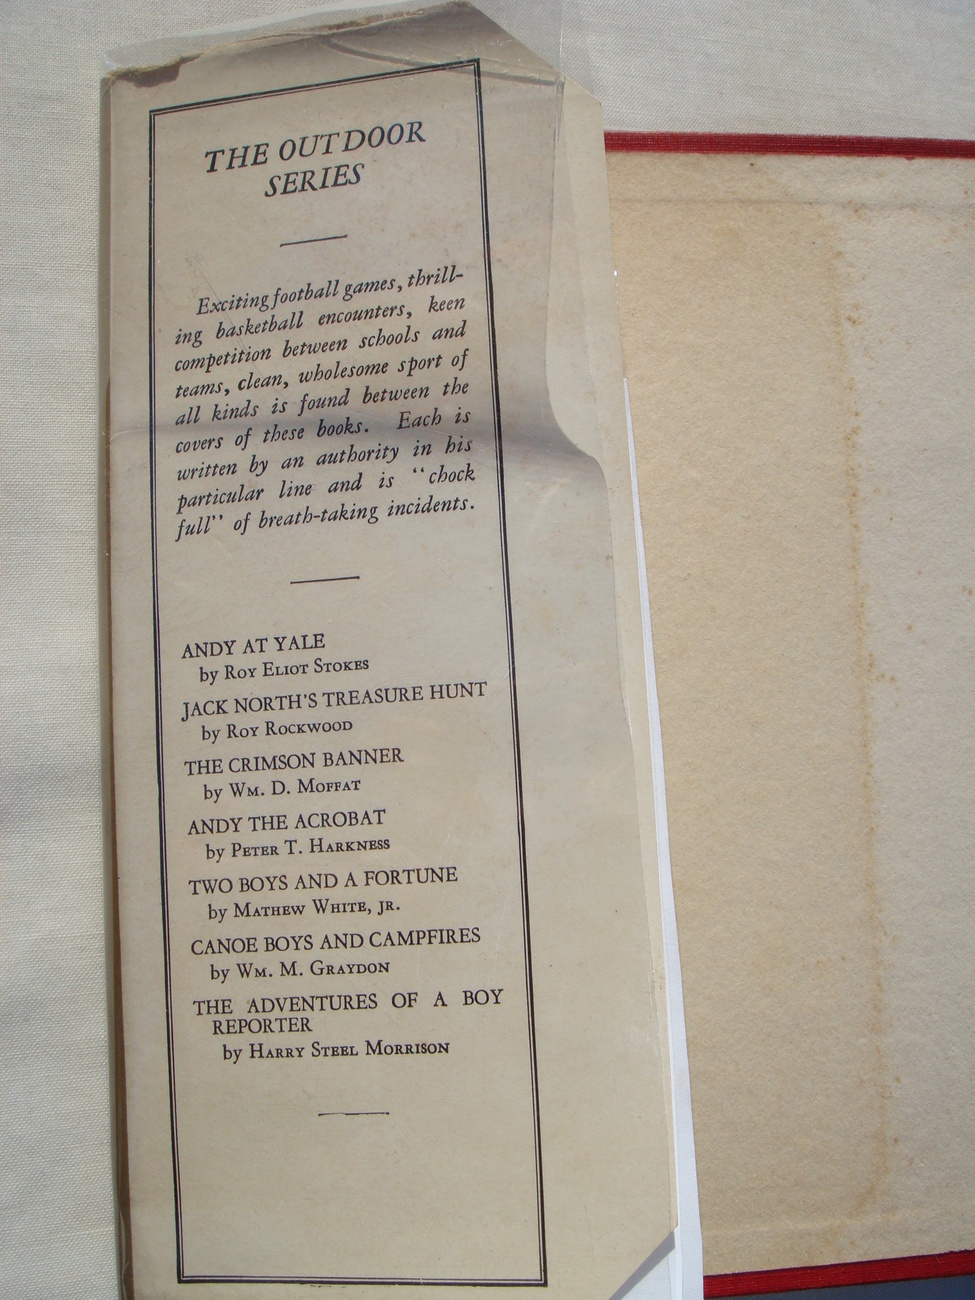 THE OUTDOOR
SERIES
Exciting football games, thrill-
ing basketball encounters, keen
competition between schools and
teams, clean, wholesome sport of
all kinds is found between the
covers of these books. Each is
written by an authority in his
particular line and is "chock
full" of breath-taking incidents.
ANDY AT YALE
by Roy Eliot Stokes
JACK NORTH'S TREASURE HUNT
by Roy Rockwood
THE CRIMSON BANNER
by Wm. D. Moffat
ANDY THE ACROBAT
by Peter T. Harkness
TWO BOYS AND A FORTUNE
by Mathew White, Jr.
CANOE BOYS AND CAMPFIRES
by Wm. M. Graydon
THE ADVENTURES OF A BOY
REPORTER
by Harry Steel Morrison